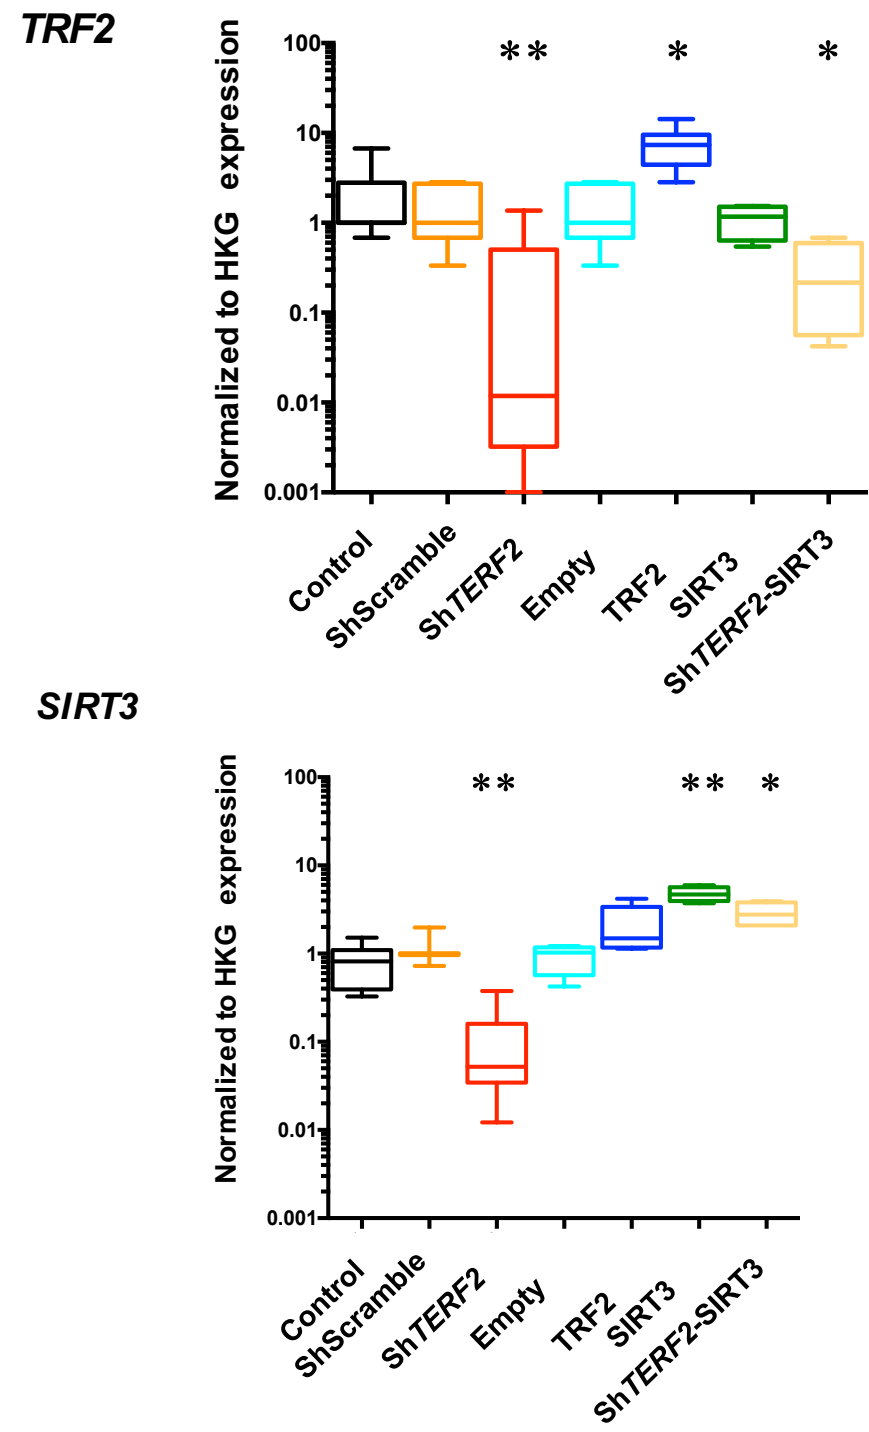 TRF2
Normalized to HKG expression
100
10
1
0.1
0.01
0.001
** * *
Control
ShScramble
ShTERF2
Empty
TRF2
SIRT3
ShTERF2-SIRT3
SIRT3
Normalized to HKG expression
100
10
1
0.1
0.01
0.001
** ** *
Control
ShScramble
ShTERF2
Empty
TRF2
SIRT3
ShTERF2-SIRT3